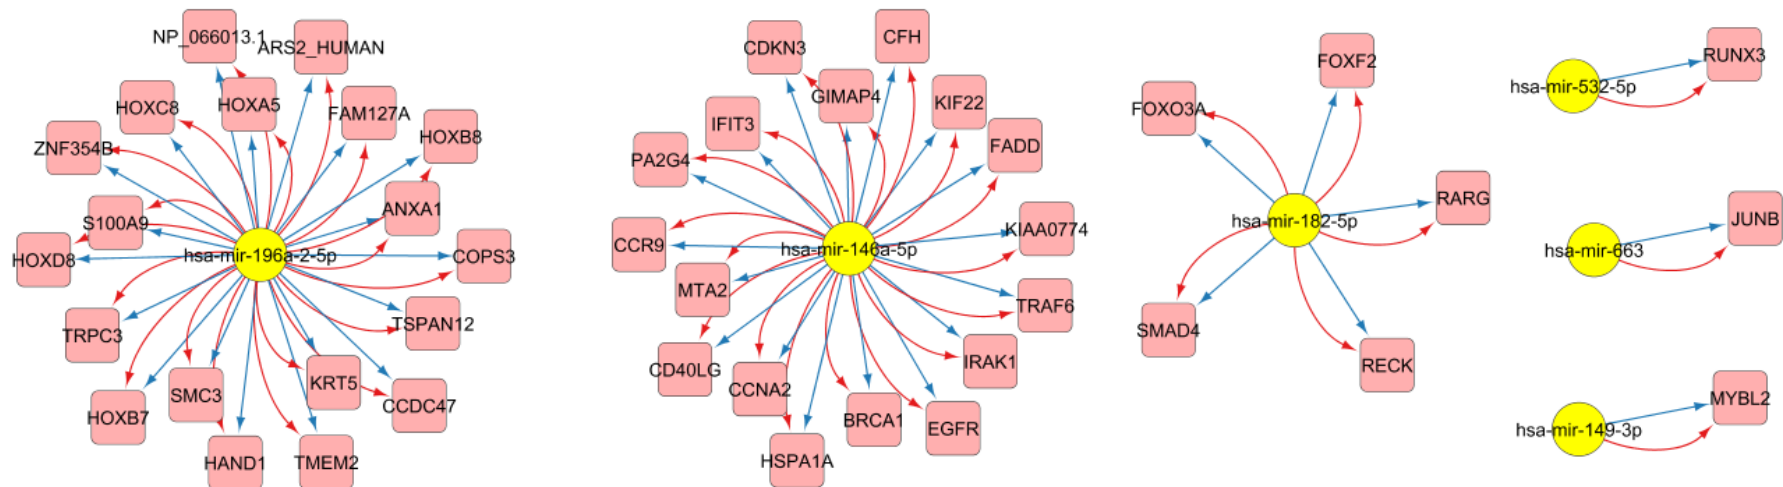 NP_066013.1
ARS2_HUMAN
HOXC8
HOXA5
FAM127A
ZNF354B
HOXB8
S100A9
ANXA1
HOXD8
hsa-mir-196a-2-5p
COPS3
TRPC3
TSPAN12
HOXB7
SMC3
KRT5
CCDC47
HAND1
TMEM2
CDKN3
CFH
GIMAP4
KIF22
IFIT3
FADD
PA2G4
CCR9
hsa-mir-146a-5p
KIAA0774
MTA2
TRAF6
CD40LG
CCNA2
IRAK1
BRCA1
EGFR
HSPA1A
FOXF2
FOXO3A
RARG
hsa-mir-182-5p
SMAD4
RECK
RUNX3
hsa-mir-532-5p
JUNB
hsa-mir-663
MYBL2
hsa-mir-149-3p